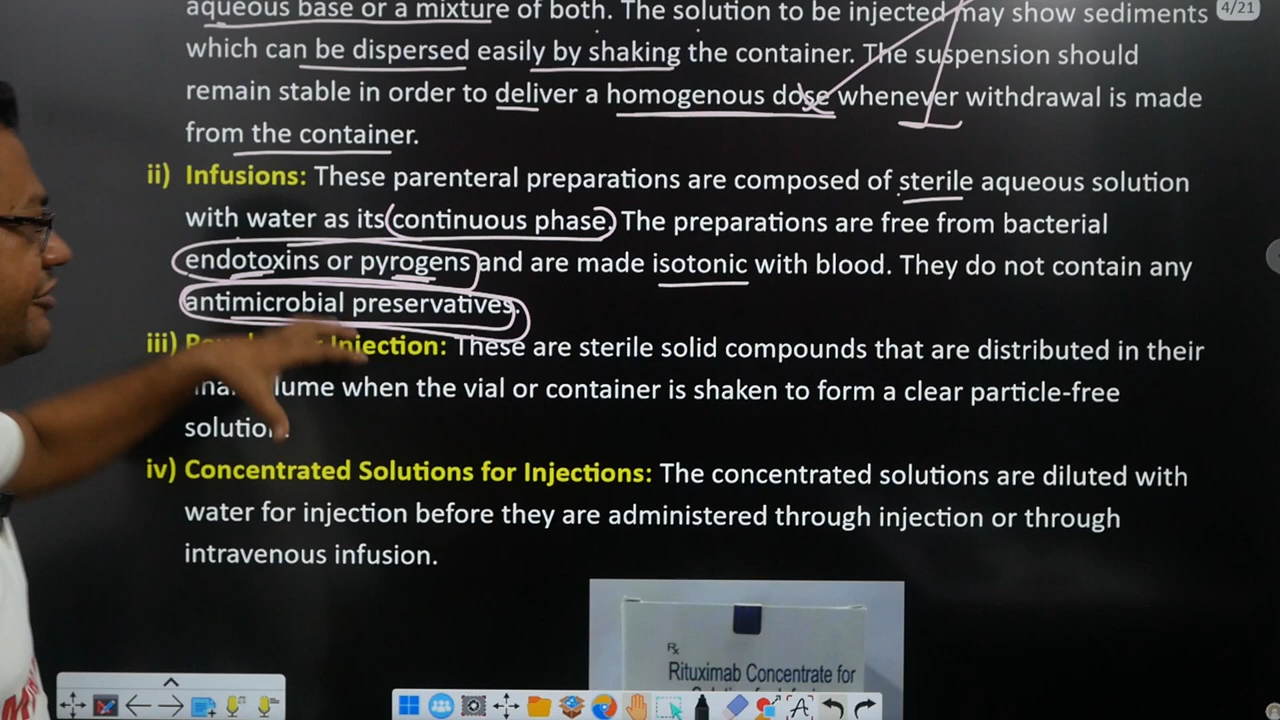 aqueous base or a mixture of both. The solution to be injected may show sediments
4/21
which can be dispersed easily by shaking the container. The suspension should
remain stable in order to deliver a homogenous dose whenever withdrawal is made
from the container.
ii) Infusions: These parenteral preparations are composed of sterile aqueous solution
with water as its continuous phase. The preparations are free from bacterial
endotoxins or pyrogens and are made isotonic with blood. They do not contain any
antimicrobial preservatives.
iii) Injection: These are sterile solid compounds that are distributed in their
when the vial or container is shaken to form a clear particle-free
iv) Concentrated Solutions for Injections: The concentrated solutions are diluted with
water for injection before they are administered through injection or through
intravenous infusion.
Rx
Rituximab Concentrate for